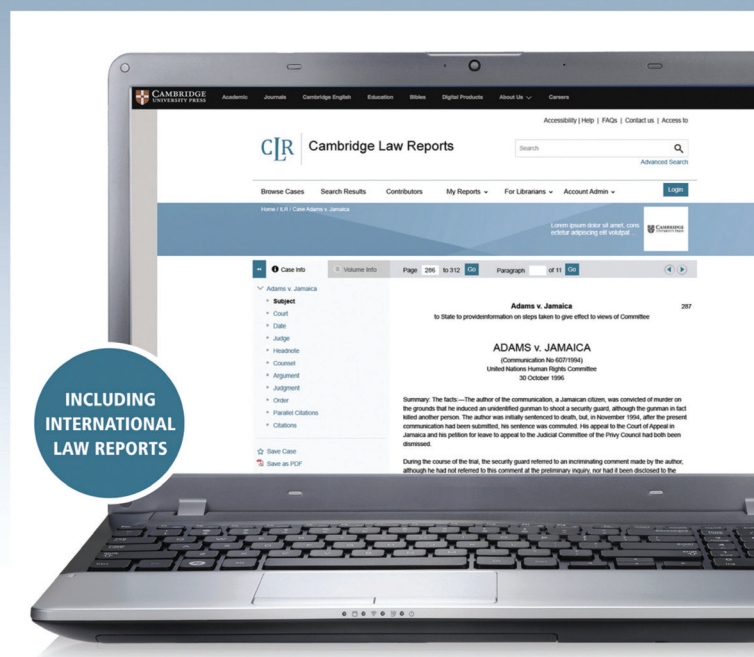 CAMBRIDGE
UNIVERSITY PRESS
Academic Journals Cambridge English Education Bibles Digital Products About Us Careers
Accessibility | Help | FAQs | Contact us | Access to
CLR Cambridge Law Reports
Search
Advanced Search
Browse Cases Search Results Contributors My Reports For Librarians Account Admin Login
Home / ILR / Case Adams v. Jamaica
Lorem ipsum dolor sit amet, cons
ectetur adipiscing elit volutpat ...
CAMBRIDGE
UNIVERSITY PRESS
Case Info Volume Info Page 286 to 312 Go Paragraph of 11 Go
Adams v. Jamaica
Subject
Court
Date
Judge
Headnote
Counsel
Argument
Judgment
Order
Parallel Citations
Citations
Save Case
Save as PDF
Adams v. Jamaica 287
to State to provideinformation on steps taken to give effect to views of Committee
ADAMS v. JAMAICA
(Communication No 607/1994)
United Nations Human Rights Committee
30 October 1996
Summary: The facts:—The author of the communication, a Jamaican citizen, was convicted of murder on
the grounds that he induced an unidentified gunman to shoot a security guard, although the gunman in fact
killed another person. The author was initially sentenced to death, but, in November 1994, after the present
communication had been submitted, his sentence was commuted. His appeal to the Court of Appeal in
Jamaica and his petition for leave to appeal to the Judicial Committee of the Privy Council had both been
dismissed.
During the course of the trial, the security guard referred to an incriminating comment made by the author,
although he had not referred to this comment at the preliminary inquiry, nor had it been disclosed to the
INCLUDING
INTERNATIONAL
LAW REPORTS